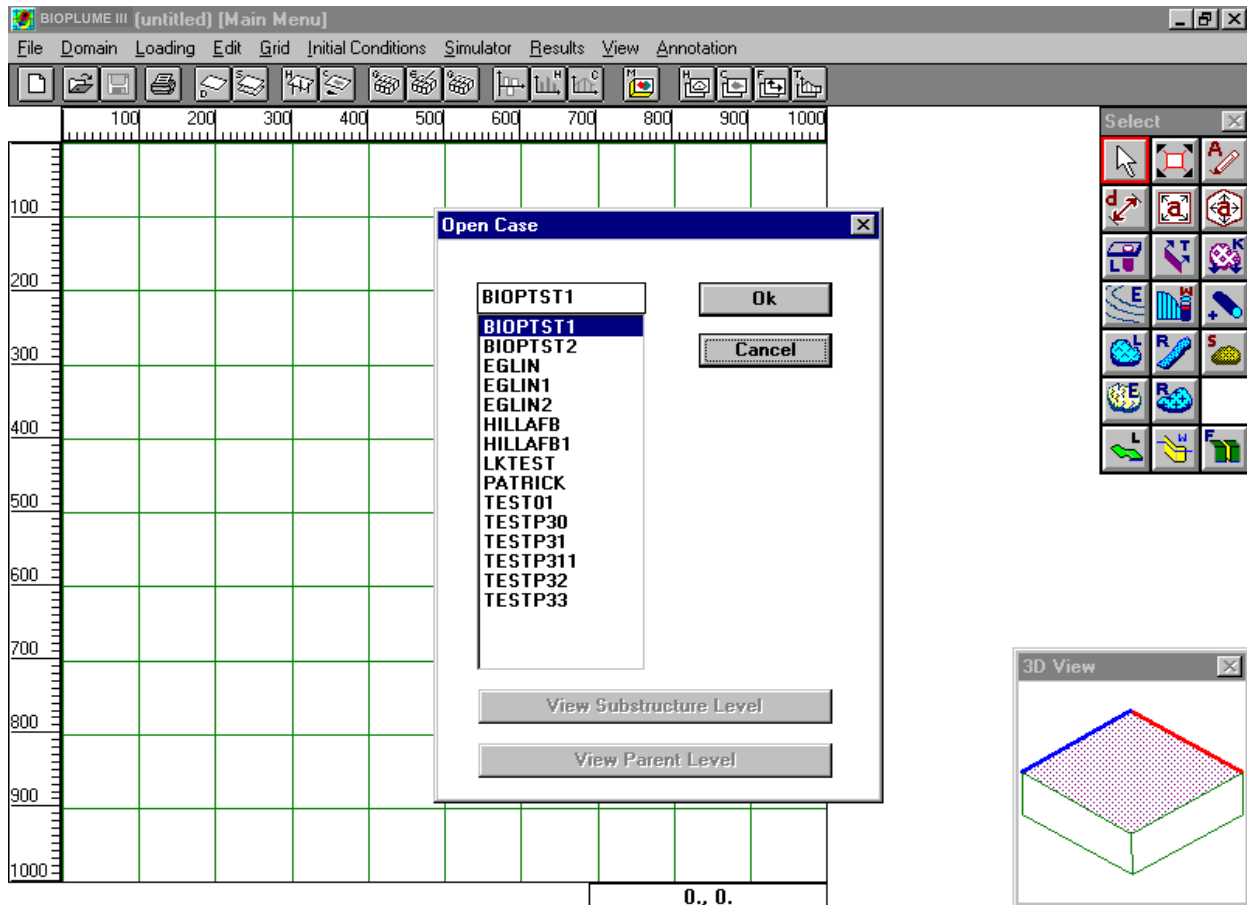 BIOPLUME III (untitled) [Main Menu]
File Domain Loading Edit Grid Initial Conditions Simulator Results View Annotation
D S H C G E G H C M H C F T
100 200 300 400 500 600 700 800 900 1000
Select
A
d a a
L T K
E W +
L R S
E R
L W F
100
200
300
400
500
600
700
800
900
1000
Open Case
BIOPTST1
Ok
Cancel
BIOPTST1
BIOPTST2
EGLIN
EGLIN1
EGLIN2
HILLAFB
HILLAFB1
LKTEST
PATRICK
TEST01
TESTP30
TESTP31
TESTP311
TESTP32
TESTP33
View Substructure Level
View Parent Level
3D View
0., 0.